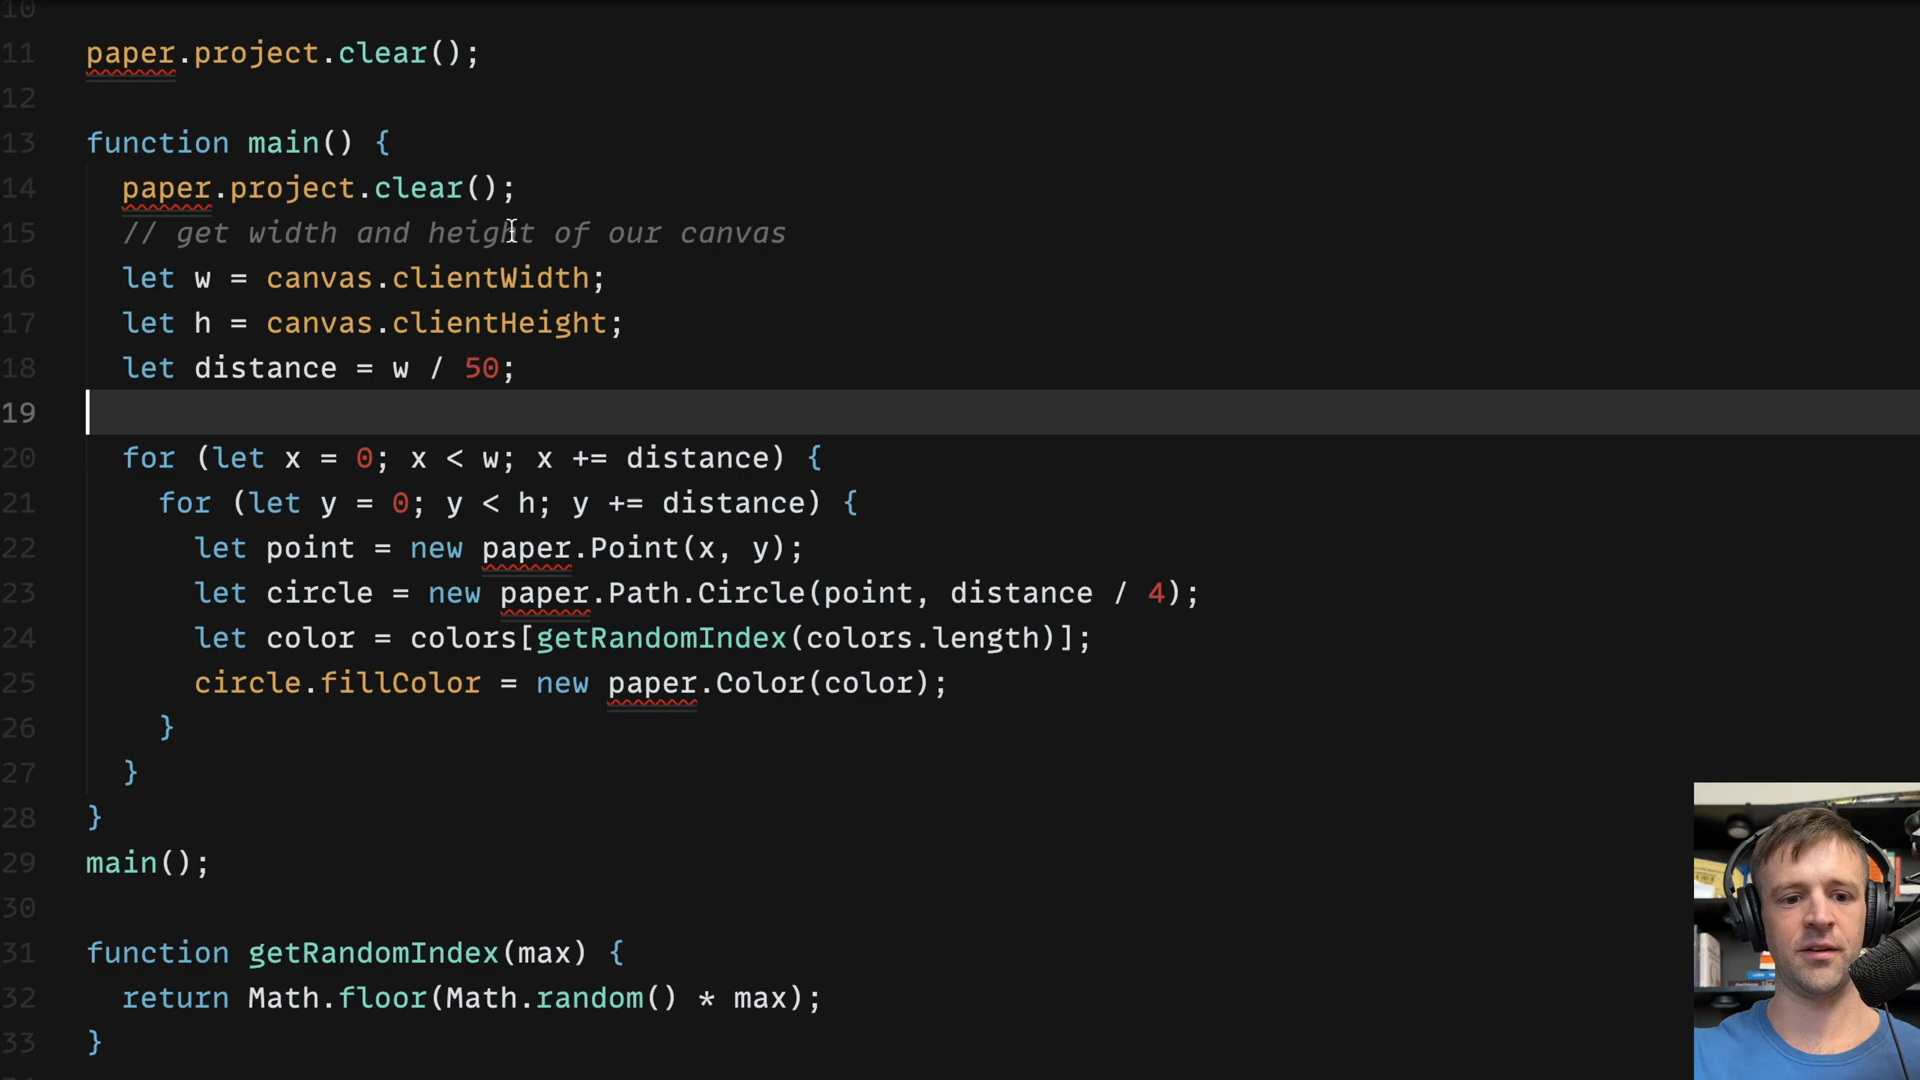 10
11 paper.project.clear();
12
13 function main() {
14 paper.project.clear();
15 // get width and height of our canvas
16 let w = canvas.clientWidth;
17 let h = canvas.clientHeight;
18 let distance = w / 50;
19
20 for (let x = 0; x < w; x += distance) {
21 for (let y = 0; y < h; y += distance) {
22 let point = new paper.Point(x, y);
23 let circle = new paper.Path.Circle(point, distance / 4);
24 let color = colors[getRandomIndex(colors.length)];
25 circle.fillColor = new paper.Color(color);
26 }
27 }
28 }
29 main();
30
31 function getRandomIndex(max) {
32 return Math.floor(Math.random() * max);
33 }